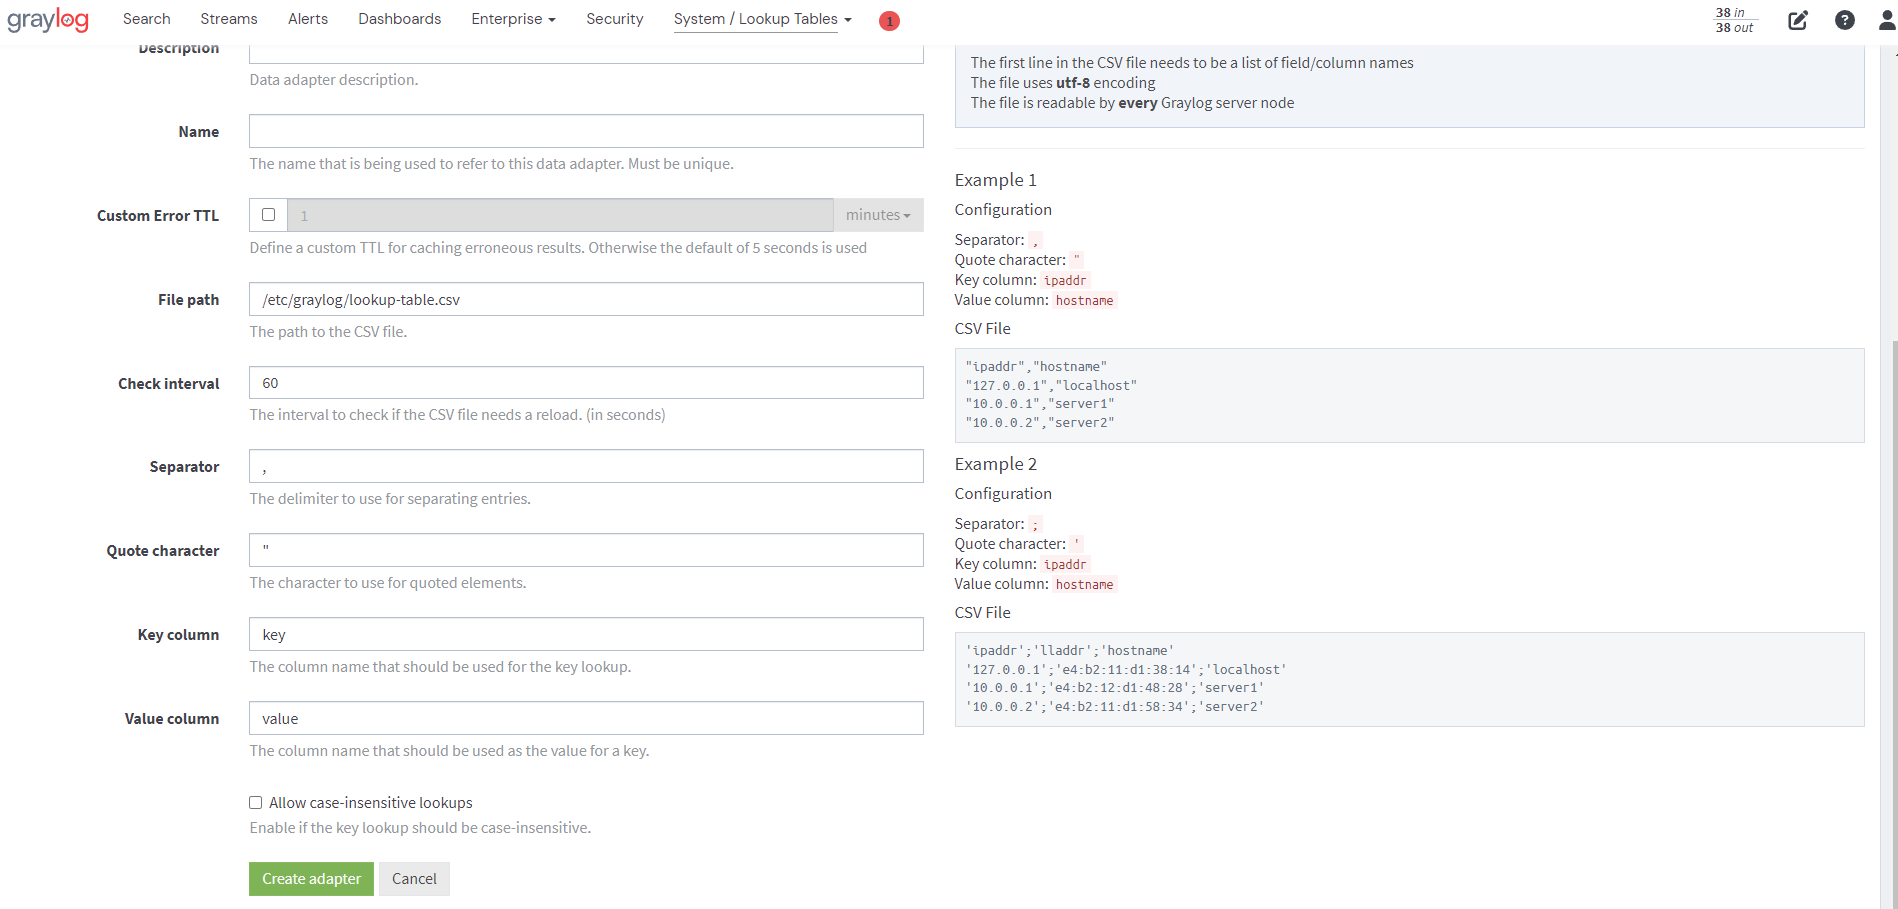 graylog Search Streams Alerts Dashboards Enterprise Security System / Lookup Tables 1 38 in
38 out
Description
Data adapter description.
Name
The name that is being used to refer to this data adapter. Must be unique.
Custom Error TTL 1 minutes
Define a custom TTL for caching erroneous results. Otherwise the default of 5 seconds is used
File path /etc/graylog/lookup-table.csv
The path to the CSV file.
Check interval 60
The interval to check if the CSV file needs a reload. (in seconds)
Separator ,
The delimiter to use for separating entries.
Quote character "
The character to use for quoted elements.
Key column key
The column name that should be used for the key lookup.
Value column value
The column name that should be used as the value for a key.
Allow case-insensitive lookups
Enable if the key lookup should be case-insensitive.
Create adapter Cancel
The first line in the CSV file needs to be a list of field/column names
The file uses utf-8 encoding
The file is readable by every Graylog server node
Example 1
Configuration
Separator: ,
Quote character: "
Key column: ipaddr
Value column: hostname
CSV File
"ipaddr","hostname"
"127.0.0.1","localhost"
"10.0.0.1","server1"
"10.0.0.2","server2"
Example 2
Configuration
Separator: ;
Quote character: '
Key column: ipaddr
Value column: hostname
CSV File
'ipaddr';'lladdr';'hostname'
'127.0.0.1';'e4:b2:11:d1:38:14';'localhost'
'10.0.0.1';'e4:b2:12:d1:48:28';'server1'
'10.0.0.2';'e4:b2:11:d1:58:34';'server2'